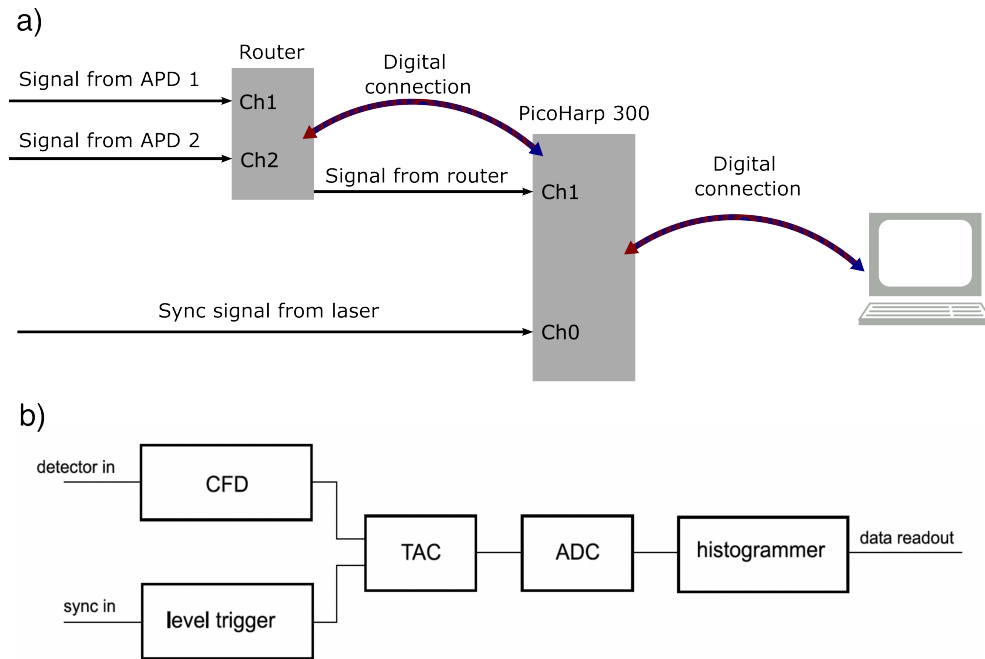 a)
Router
Digital
connection
Signal from APD 1
Ch1
PicoHarp 300
Signal from APD 2
Ch2
Digital
connection
Signal from router
Ch1
Sync signal from laser
Ch0
b)
detector in
CFD
TAC
ADC
histogrammer
data readout
sync in
level trigger